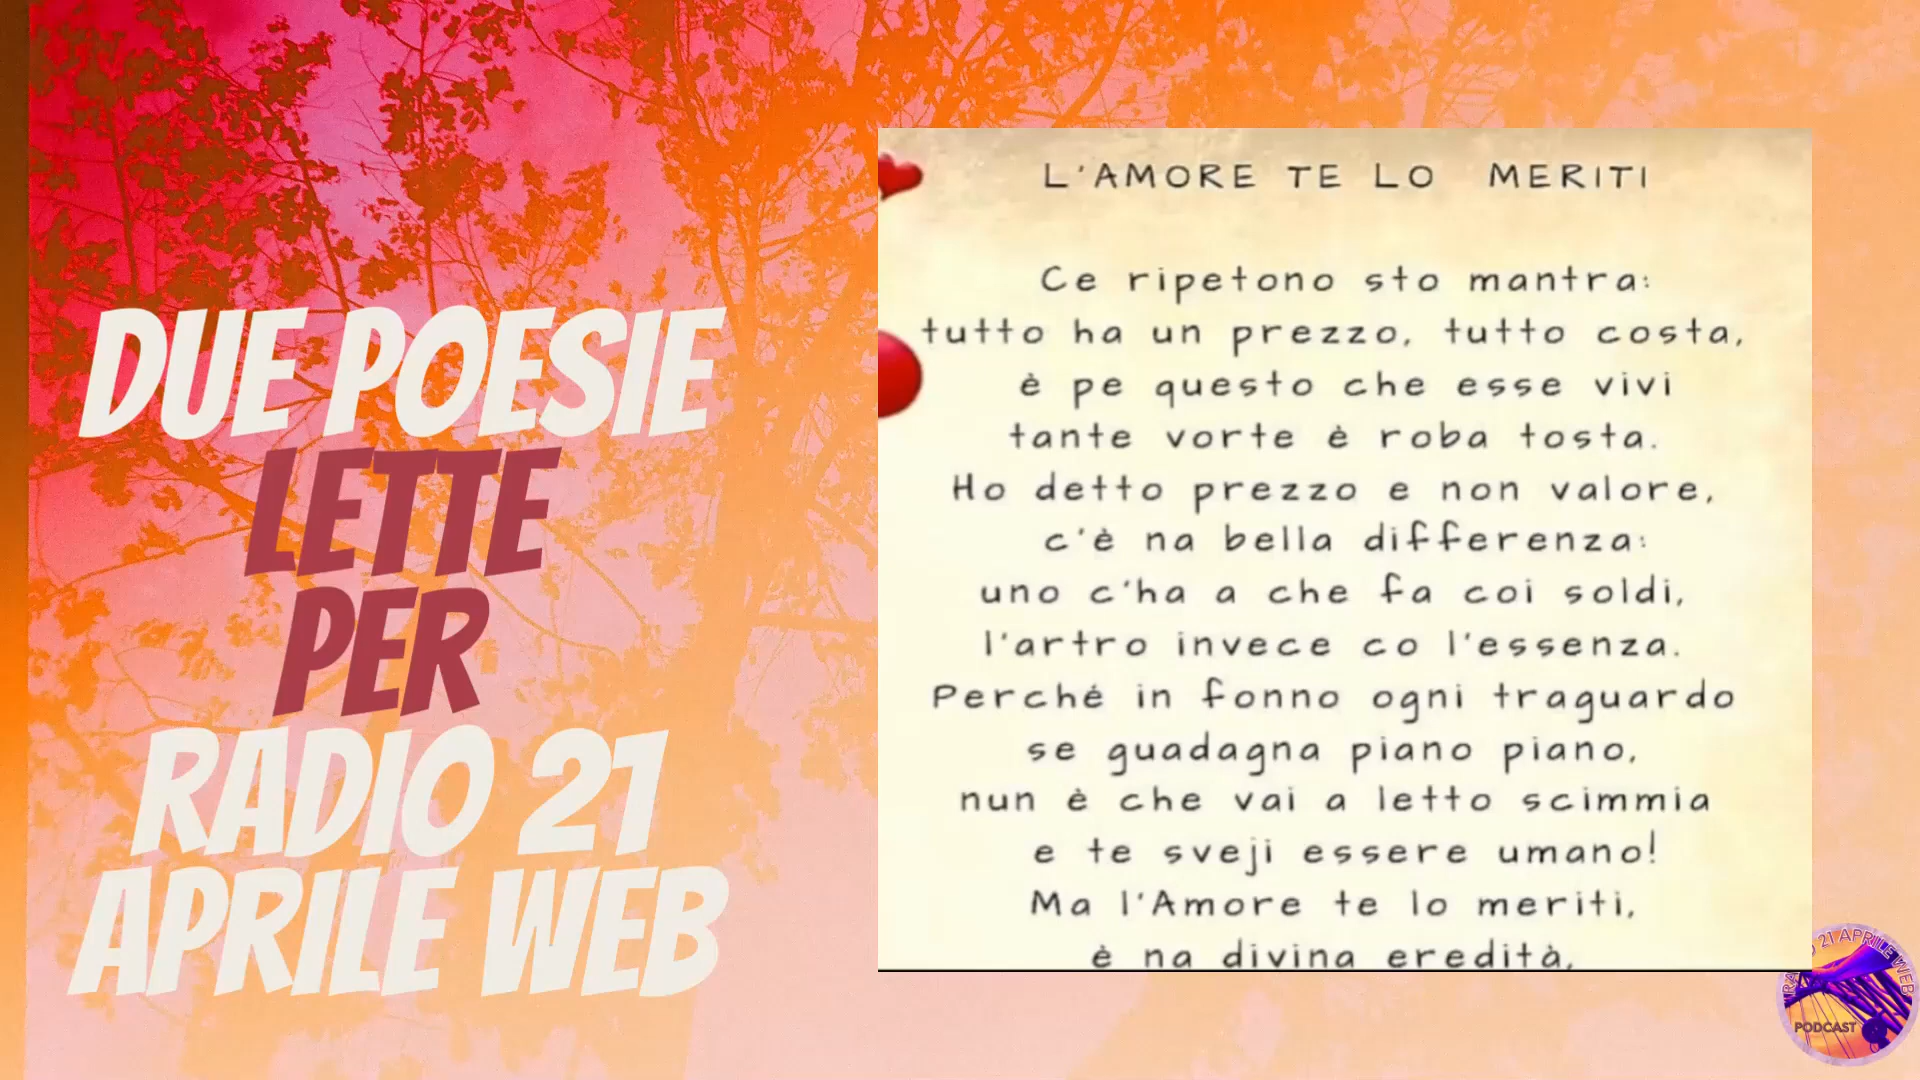 DUE POESIE
LETTE
PER
RADIO 21
APRILE WEB
L'AMORE TE LO MERITI
Ce ripetono sto mantra:
tutto ha un prezzo, tutto costa,
è pe questo che esse vivi
tante vorte è roba tosta.
Ho detto prezzo e non valore,
c'è na bella differenza:
uno c'ha a che fa coi soldi,
l'artro invece co l'essenza.
Perché in fonno ogni traguardo
se guadagna piano piano,
nun è che vai a letto scimmia
e te sveji essere umano!
Ma l'Amore te lo meriti,
è na divina eredità,
21 APRILE WEB
PODCAST